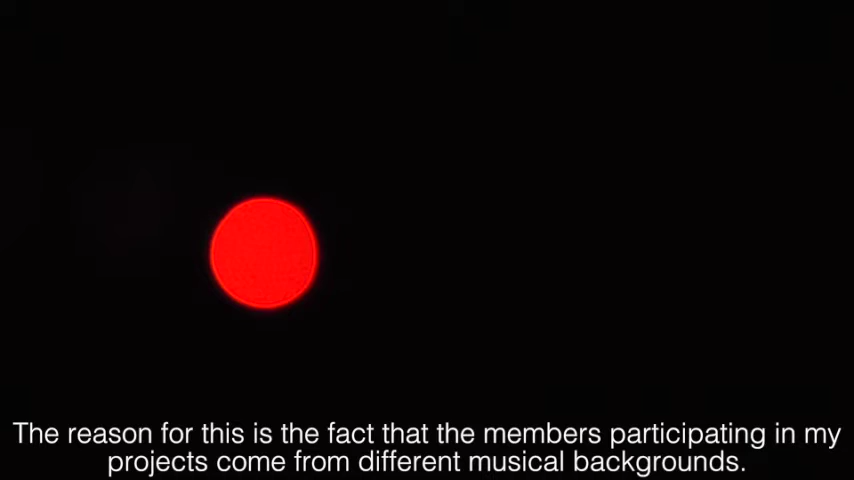 The reason for this is the fact that the members participating in my
projects come from different musical backgrounds.